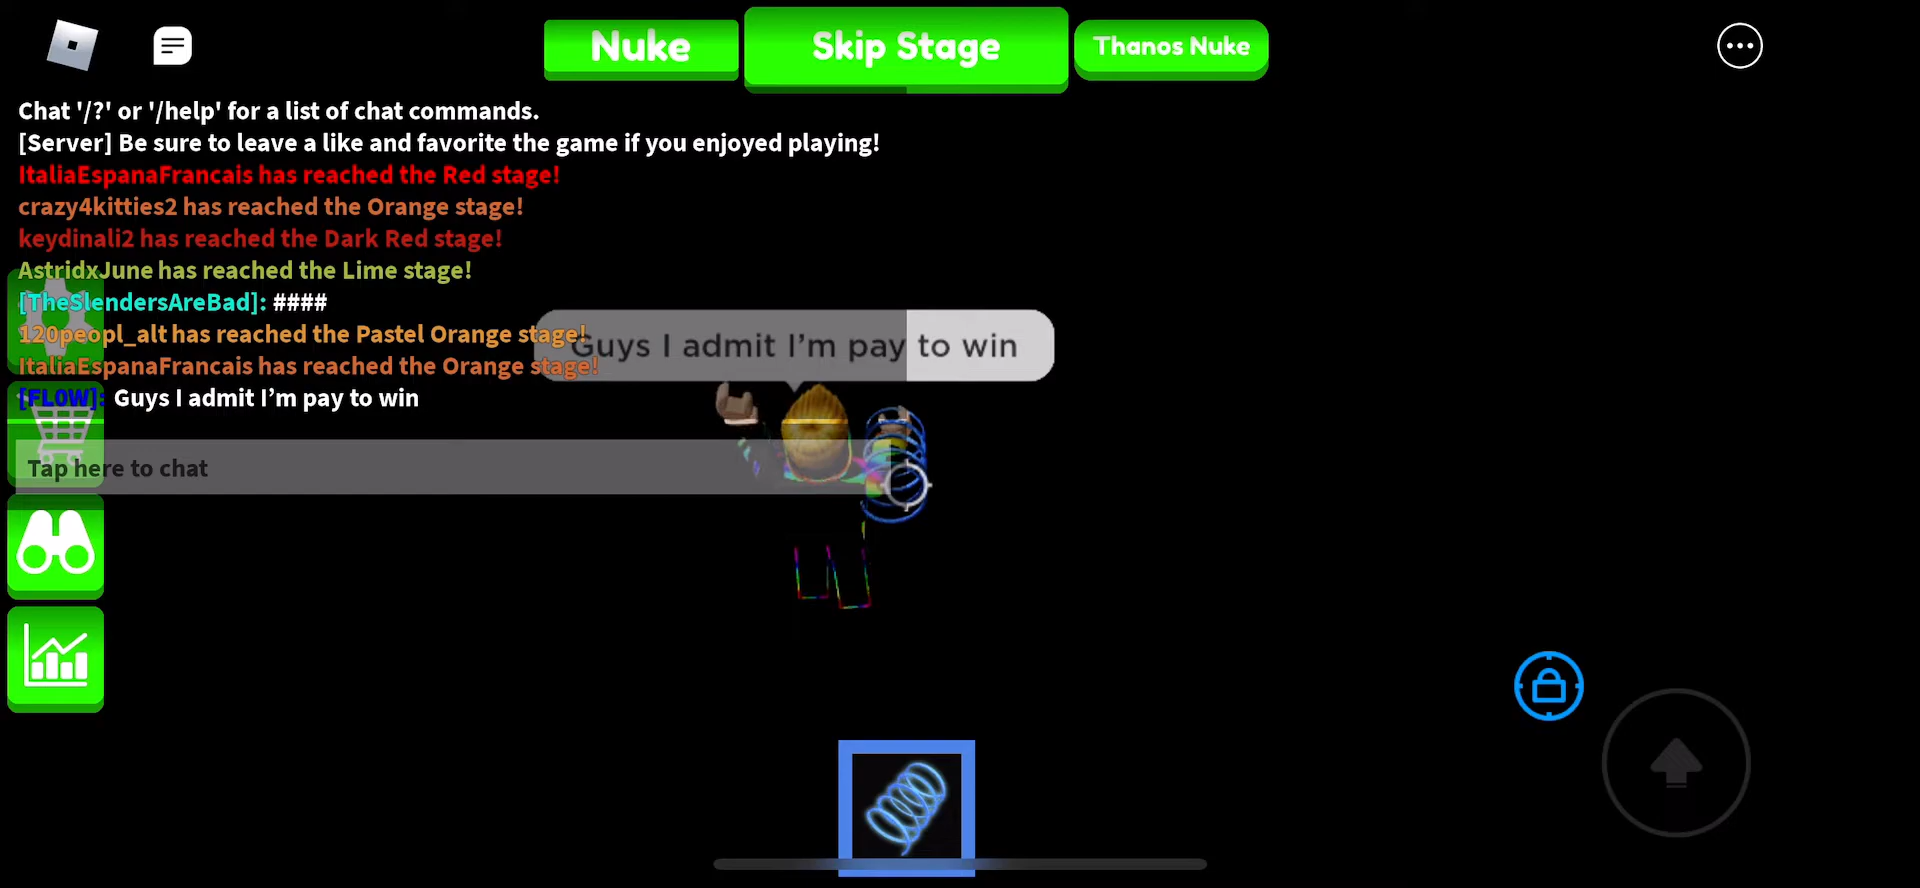 Nuke
Skip Stage
Thanos Nuke
Chat '/?' or '/help' for a list of chat commands.
[Server] Be sure to leave a like and favorite the game if you enjoyed playing!
ItaliaEspanaFrancais has reached the Red stage!
crazy4kitties2 has reached the Orange stage!
keydinali2 has reached the Dark Red stage!
AstridxJune has reached the Lime stage!
[TheSlendersAreBad]: ####
120peopl_alt has reached the Pastel Orange stage!
Guys I admit I'm pay to win
ItaliaEspanaFrancais has reached the Orange stage!
[FL0W]: Guys I admit I’m pay to win
Tap here to chat